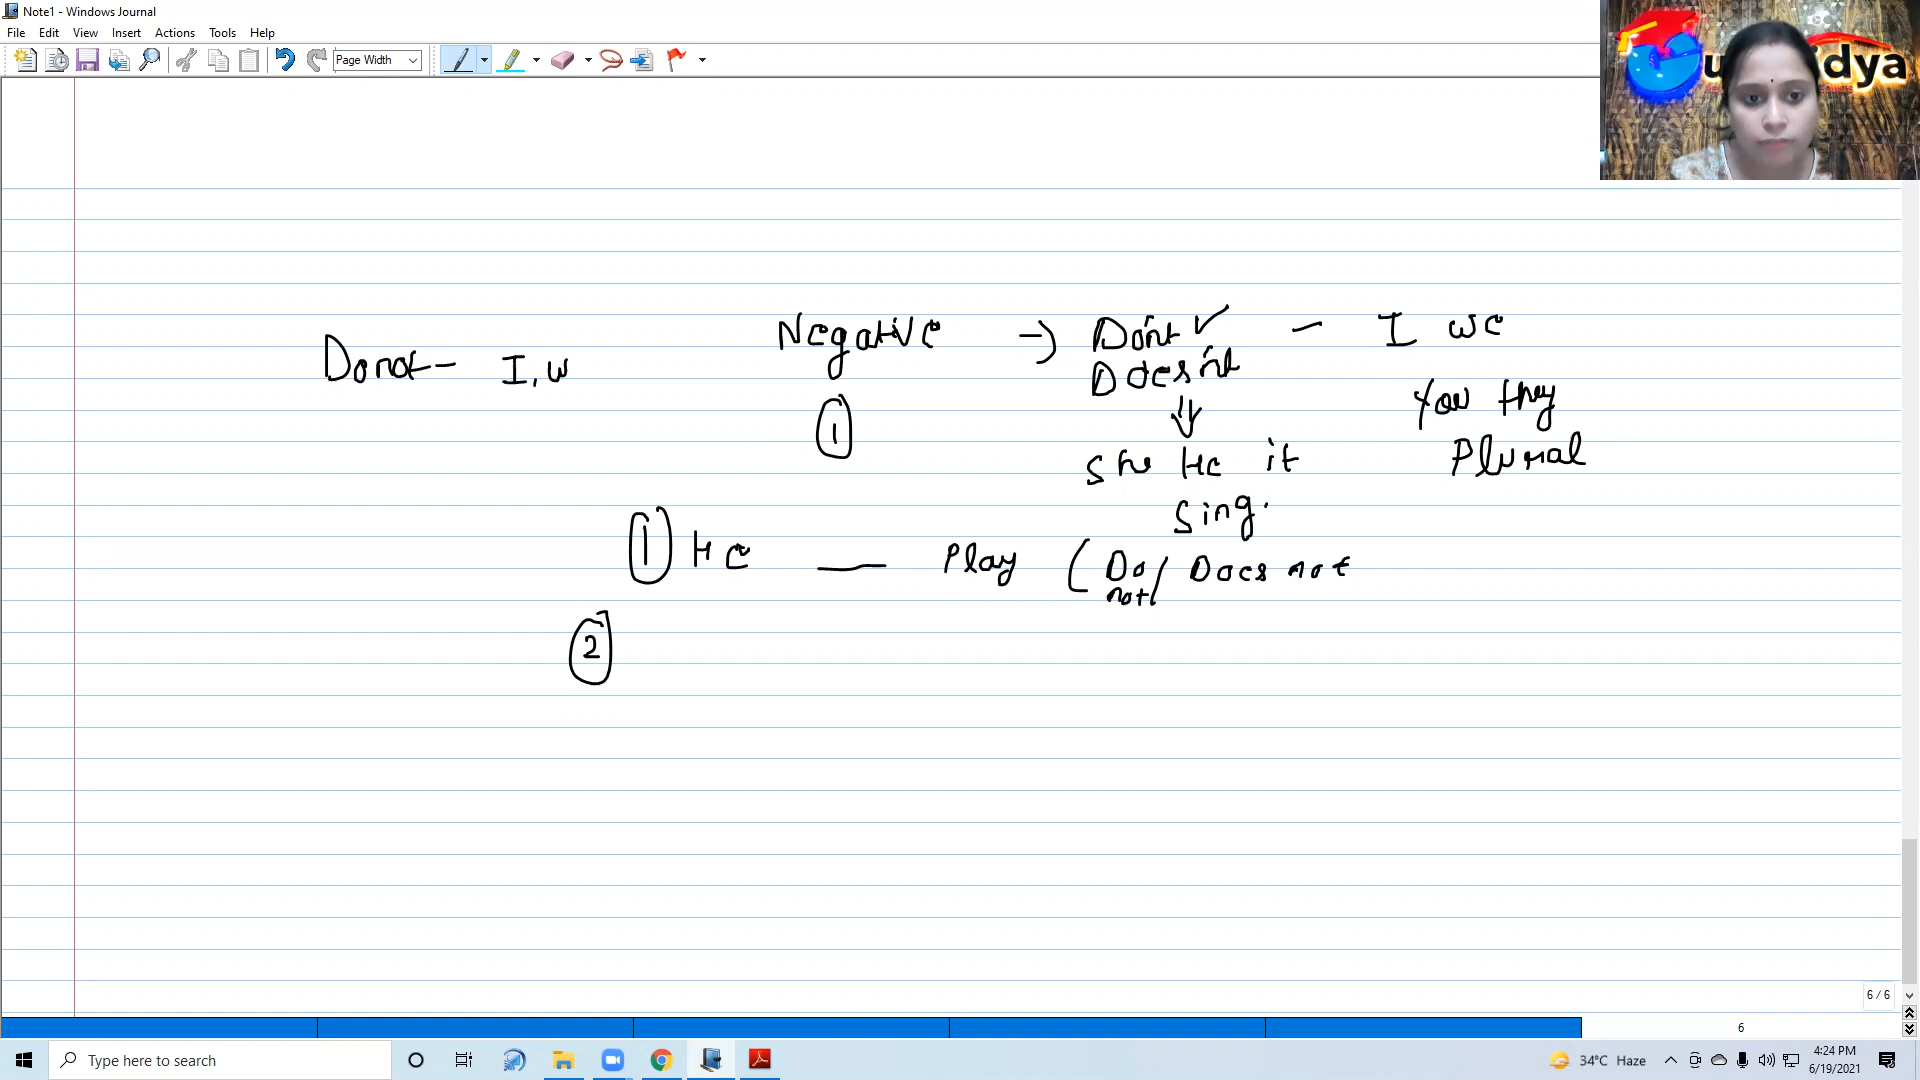 Note1 - Windows Journal
File Edit View Insert Actions Tools Help
Page Width
dya
Negative → Don't ✓ – I we
Donot – I, w
Doesn't
You they
Plural
1
She He it
Sing.
1 He ___ Play ( Do / Does not
not
2
6 / 6
6
Type here to search
34°C Haze
4:24 PM
6/19/2021